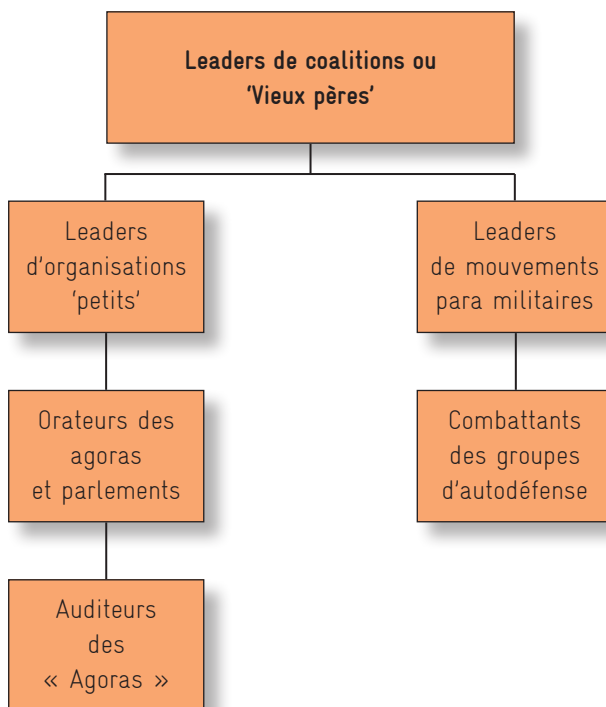 Leaders de coalitions ou
'Vieux pères'
Leaders
d'organisations
'petits'
Leaders
de mouvements
para militaires
Orateurs des
agoras
et parlements
Combattants
des groupes
d'autodéfense
Auditeurs
des
« Agoras »